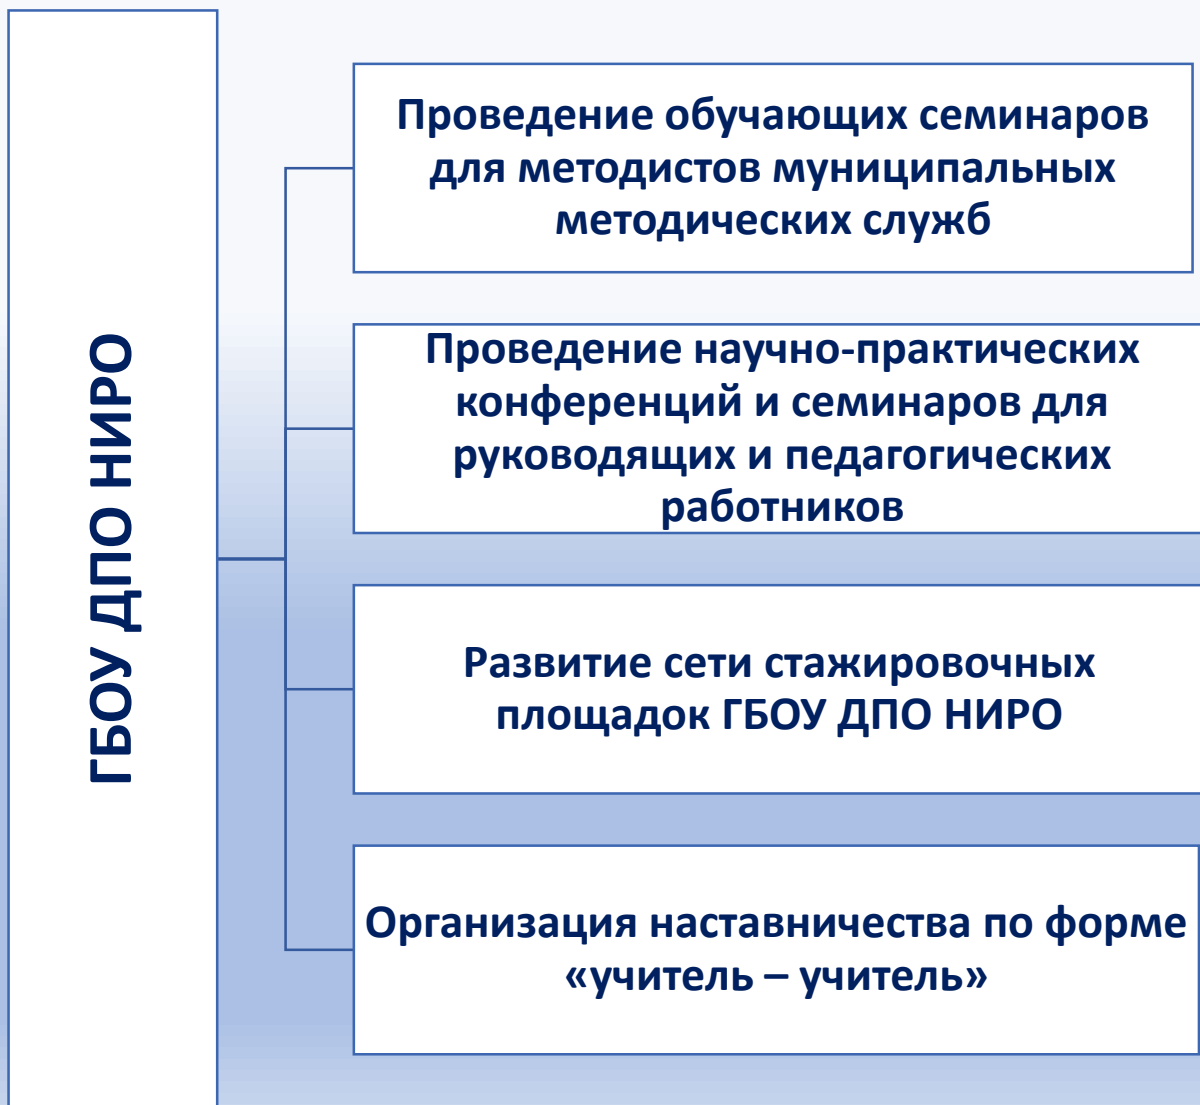 ГБОУ ДПО НИРО
Проведение обучающих семинаров
для методистов муниципальных
методических служб
Проведение научно-практических
конференций и семинаров для
руководящих и педагогических
работников
Развитие сети стажировочных
площадок ГБОУ ДПО НИРО
Организация наставничества по форме
«учитель – учитель»